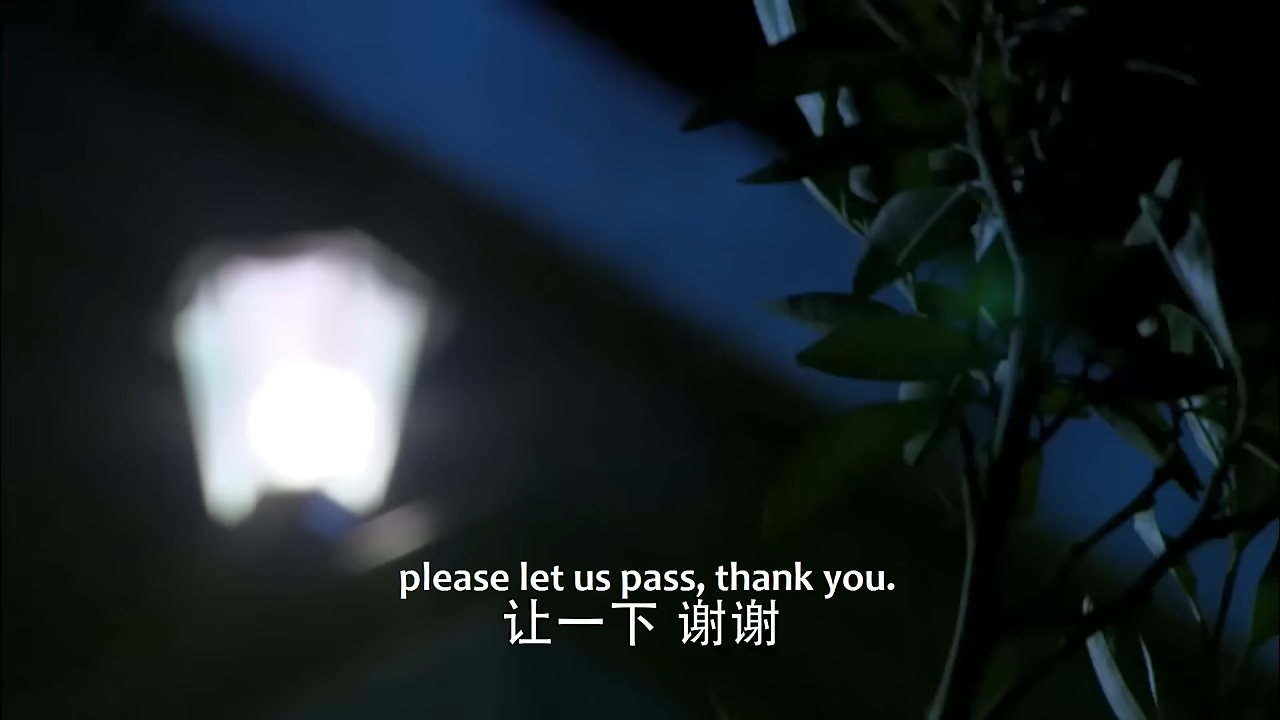 please let us pass, thank you.
让一下 谢谢